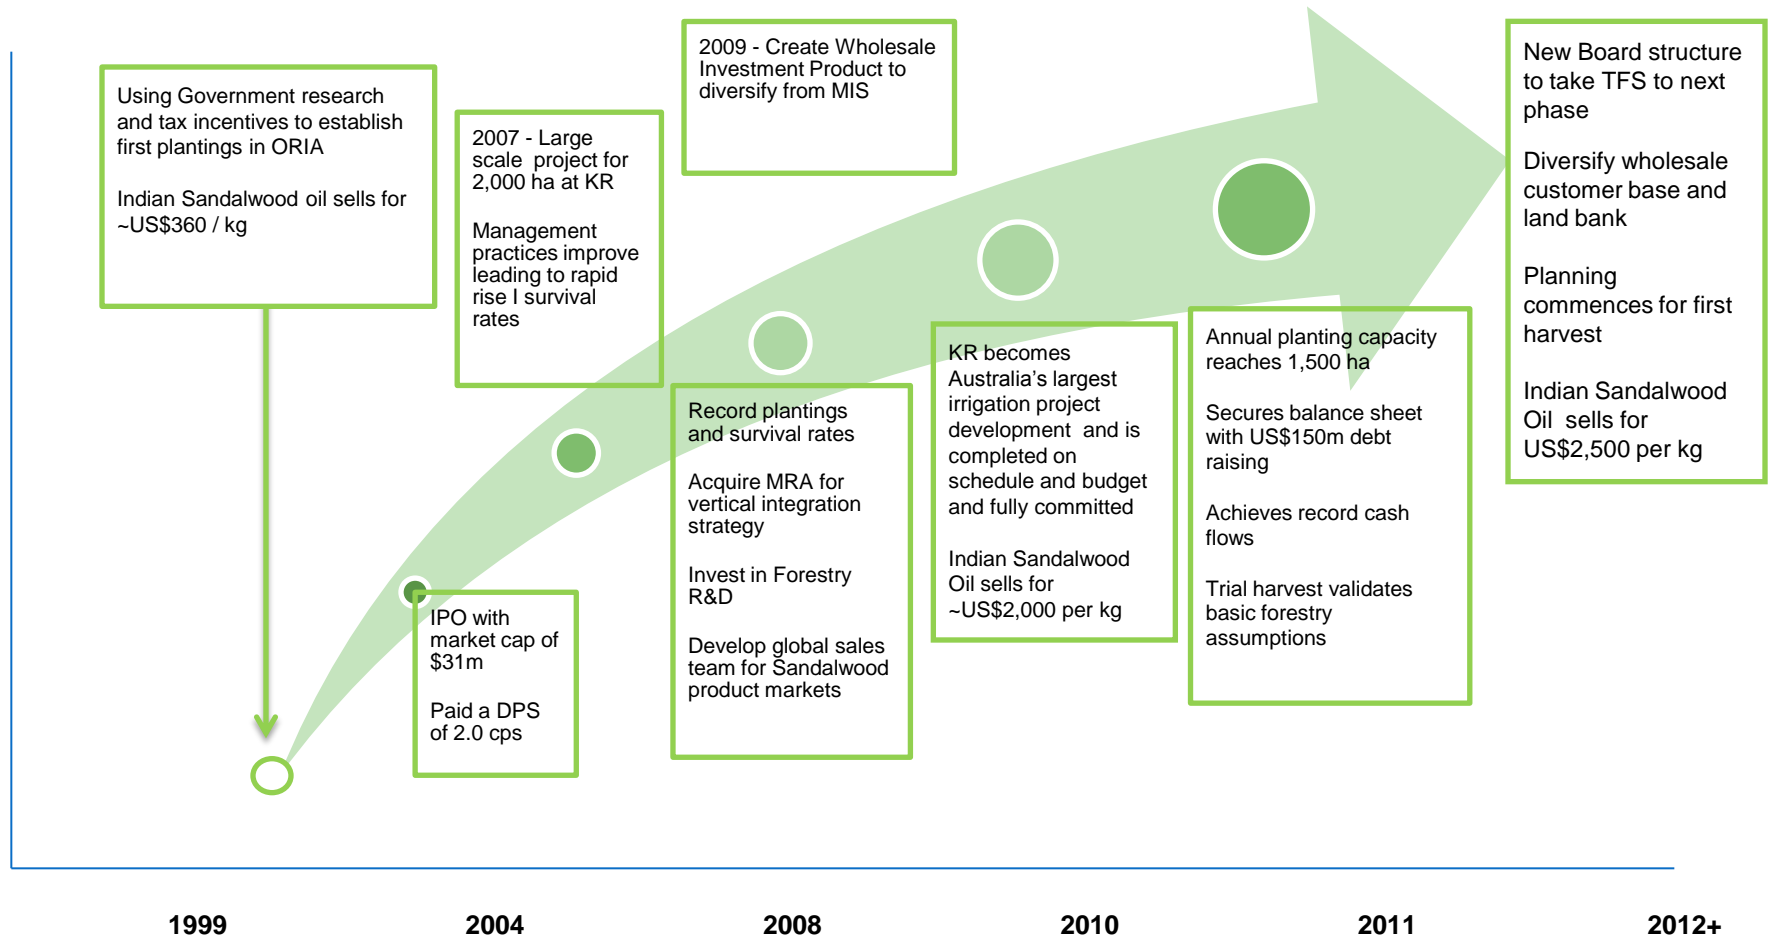 Using Government research
and tax incentives to establish
first plantings in ORIA
Indian Sandalwood oil sells for
~US$360 / kg
2007 - Large
scale project for
2,000 ha at KR
Management
practices improve
leading to rapid
rise I survival
rates
2009 - Create Wholesale
Investment Product to
diversify from MIS
New Board structure
to take TFS to next
phase
Diversify wholesale
customer base and
land bank
Planning
commences for first
harvest
Indian Sandalwood
Oil sells for
US$2,500 per kg
IPO with
market cap of
$31m
Paid a DPS
of 2.0 cps
Record plantings
and survival rates
Acquire MRA for
vertical integration
strategy
Invest in Forestry
R&D
Develop global sales
team for Sandalwood
product markets
KR becomes
Australia's largest
irrigation project
development and is
completed on
schedule and budget
and fully committed
Indian Sandalwood
Oil sells for
~US$2,000 per kg
Annual planting capacity
reaches 1,500 ha
Secures balance sheet
with US$150m debt
raising
Achieves record cash
flows
Trial harvest validates
basic forestry
assumptions
1999
2004
2008
2010
2011
2012+